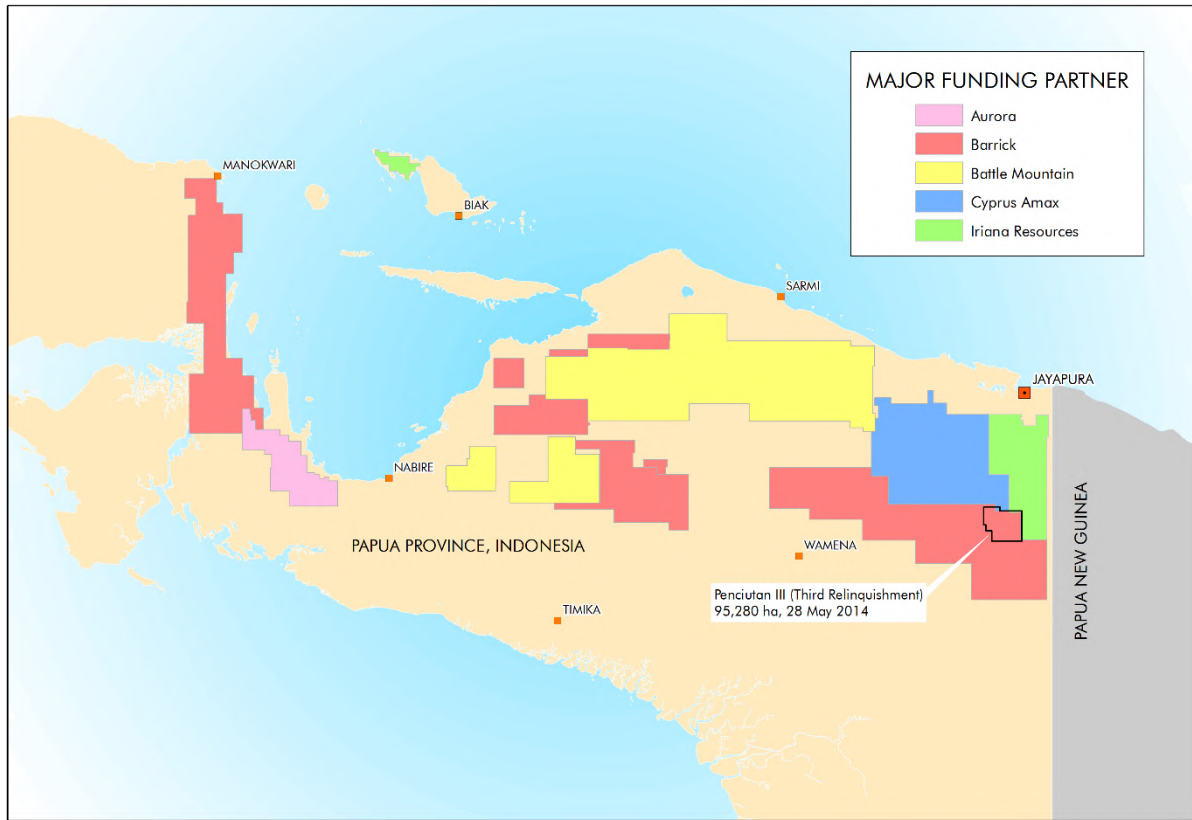 MAJOR FUNDING PARTNER
Aurora
Barrick
Battle Mountain
Cyprus Amax
Iriana Resources
MANOKWARI
BIAK
SARMI
JAYAPURA
NABIRE
PAPUA PROVINCE, INDONESIA
WAMENA
Penciutan III (Third Relinquishment)
95,280 ha, 28 May 2014
TIMIKA
PAPUA NEW GUINEA